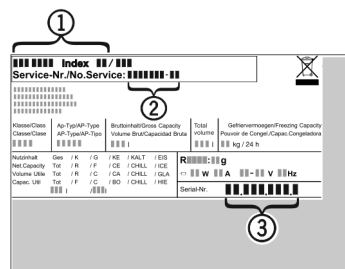 1
Index /
Service-Nr./No.Service: -
2
Klasse/Class Ap-Typ/AP-Type Bruttoinhalt/Gross Capacity Total Gefriervermoegen/Freezing Capacity
Classe/Clase AP-Type/AP-Tipo Volume Brut/Capacidad Bruta volume Pouvoir de Congel./Capac.Congeladora
l l kg / 24 h
Nutzinhalt Ges / K / G / KE / KALT / EIS
Net.Capacity Tot / R / F / CE / CHILL / ICE
Volume Utile Tot / R / C / CA / CHILL / GLA
Capac. Util Tot / F / C / BO / CHILL / HIE
l / l
R : g
W A - V Hz
Serial-Nr. . . .
3